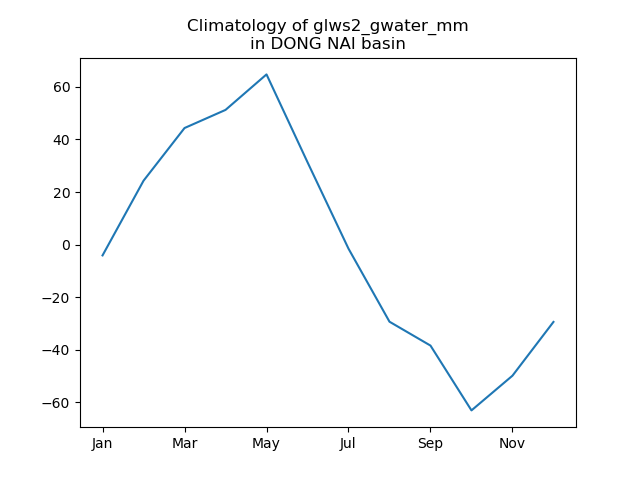 Climatology of glws2_gwater_mm
in DONG NAI basin
60
40
20
0
−20
−40
−60
Jan
Mar
May
Jul
Sep
Nov